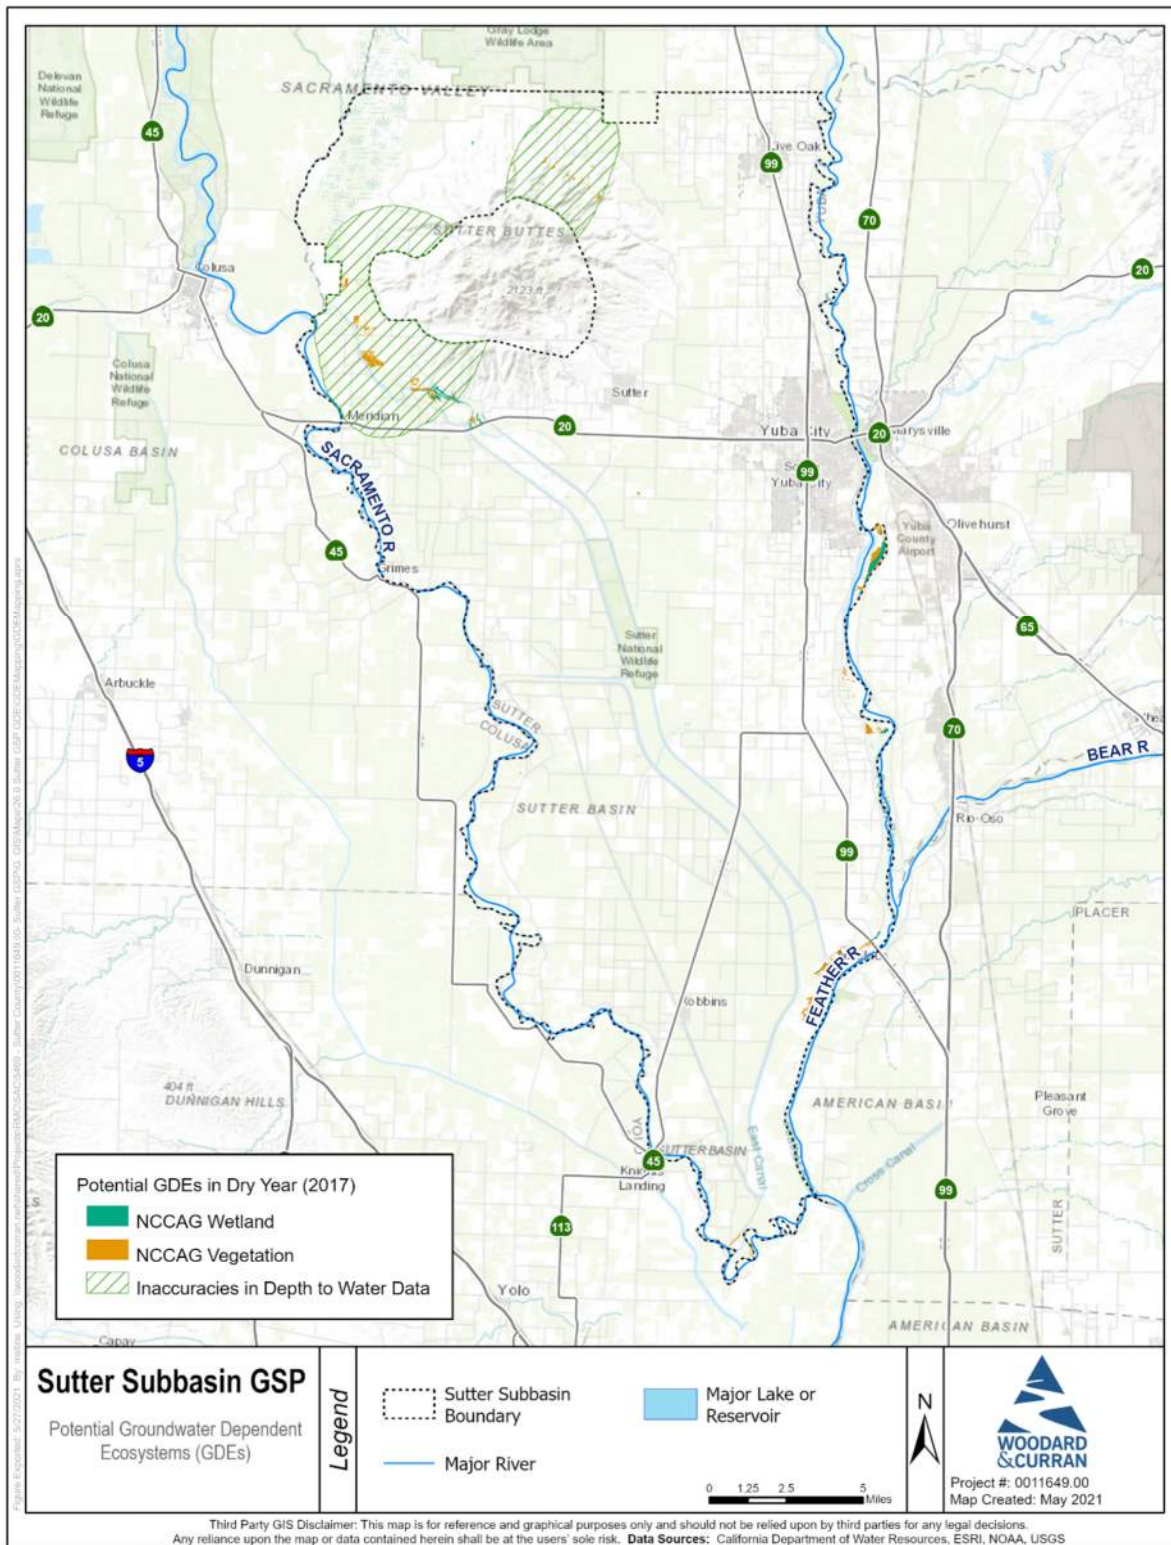 Gray Lodge
Wildlife Area
Delevan
National
Wildlife
Refuge
SACRAMENTO VALLEY
45
99
Live Oak
YUBA
70
SUTTER BUTTES
2123 ft
Colusa
20
20
Colusa
National
Wildlife
Refuge
Sutter
Meridian
20
Yuba City
20
Marysville
COLUSA BASIN
SACRAMENTO R
99
South
Yuba City
Olivehurst
Yuba
County
Airport
45
Grimes
65
Sutter
National
Wildlife
Refuge
Arbuckle
SUTTER
COLUSA
70
5
BEAR R
SUTTER BASIN
Rio Oso
99
PLACER
FEATHER R
Dunnigan
Robbins
404 ft
DUNNIGAN HILLS
AMERICAN BASIN
Pleasant
Grove
YOLO
SUTTER BASIN
East Canal
Cross Canal
45
Knights
Landing
99
113
SUTTER
Yolo
AMERICAN BASIN
Capay
Potential GDEs in Dry Year (2017)
NCCAG Wetland
NCCAG Vegetation
Inaccuracies in Depth to Water Data
Sutter Subbasin GSP
Potential Groundwater Dependent
Ecosystems (GDEs)
Legend
Sutter Subbasin
Boundary
Major River
Major Lake or
Reservoir
0 1.25 2.5 5
Miles
N
WOODARD
&CURRAN
Project #: 0011649.00
Map Created: May 2021
Third Party GIS Disclaimer: This map is for reference and graphical purposes only and should not be relied upon by third parties for any legal decisions.
Any reliance upon the map or data contained herein shall be at the users' sole risk. Data Sources: California Department of Water Resources, ESRI, NOAA, USGS